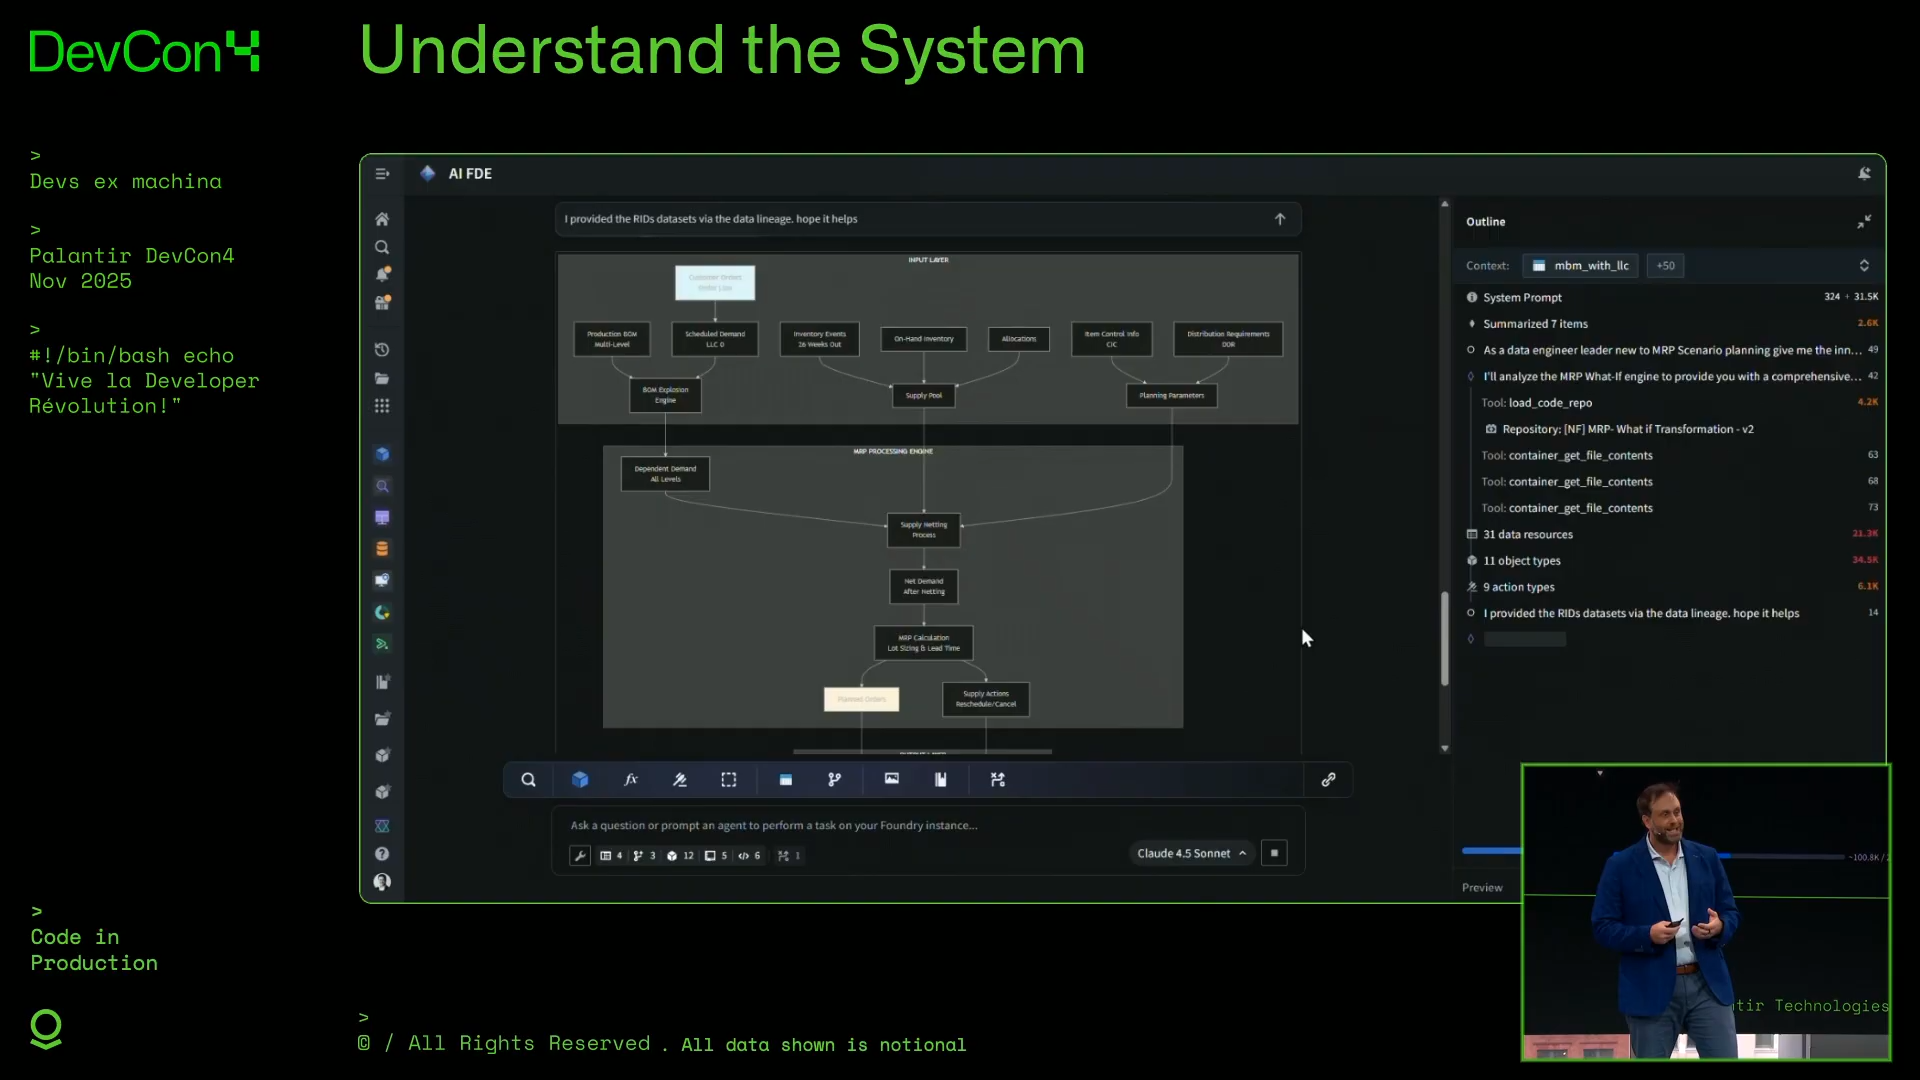 DevCon4
Understand the System
>
Devs ex machina
>
Palantir DevCon4
Nov 2025
>
#!/bin/bash echo
"Vive la Developer
Révolution!"
>
Code in
Production
AI FDE
I provided the RIDs datasets via the data lineage. hope it helps
INPUT LAYER
Customer Orders
Production BOM
Multi-Level
Scheduled Demand
LLC 0
Inventory Events
26 Weeks Out
On-Hand Inventory
Allocations
Item Control Info
CIC
Distribution Requirements
DDR
BOM Explosion
Engine
Supply Pool
Planning Parameters
MRP PROCESSING ENGINE
Dependent Demand
All Levels
Supply Netting
Process
Net Demand
After Netting
MRP Calculation
Lot Sizing & Lead Time
Planned Orders
Supply Actions
Reschedule/Cancel
OUTPUT LAYER
Ask a question or prompt an agent to perform a task on your Foundry instance...
4 3 12 5 6 1
Claude 4.5 Sonnet
Outline
Context: mbm_with_llc +50
System Prompt 324 + 31.5K
Summarized 7 items 2.6K
As a data engineer leader new to MRP Scenario planning give me the inn... 49
I'll analyze the MRP What-If engine to provide you with a comprehensive... 42
Tool: load_code_repo 4.2K
Repository: [NF] MRP- What if Transformation - v2
Tool: container_get_file_contents 63
Tool: container_get_file_contents 68
Tool: container_get_file_contents 73
31 data resources 21.3K
11 object types 34.5K
9 action types 6.1K
I provided the RIDs datasets via the data lineage. hope it helps 14
~100.8K /
Preview
tir Technologies
>
© / All Rights Reserved . All data shown is notional